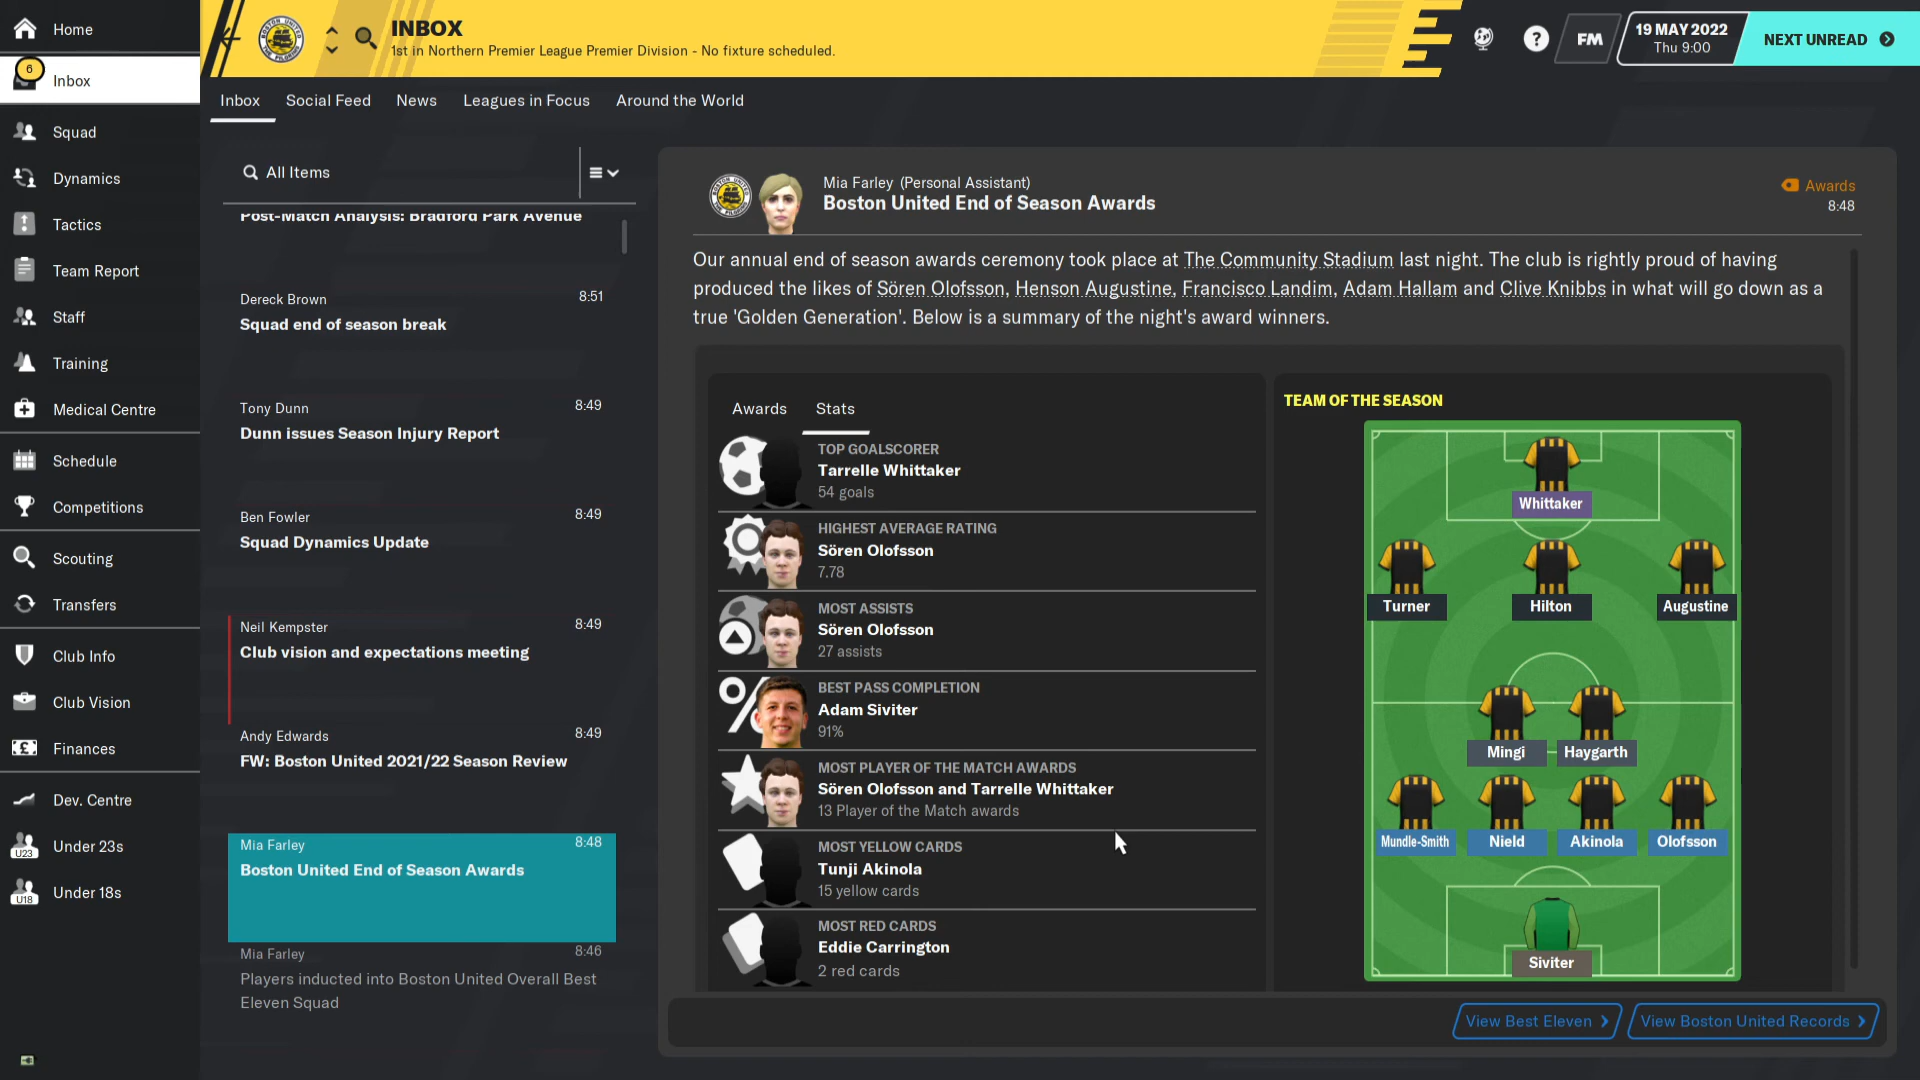 Home
6
Inbox
Squad
Dynamics
Tactics
Team Report
Staff
Training
Medical Centre
Schedule
Competitions
Scouting
Transfers
Club Info
Club Vision
Finances
Dev. Centre
U23
Under 23s
U18
Under 18s
INBOX
1st in Northern Premier League Premier Division - No fixture scheduled.
?
FM
19 MAY 2022
Thu 9:00
NEXT UNREAD
Inbox
Social Feed
News
Leagues in Focus
Around the World
All Items
Post-Match Analysis: Bradford Park Avenue
Dereck Brown
8:51
Squad end of season break
Tony Dunn
8:49
Dunn issues Season Injury Report
Ben Fowler
8:49
Squad Dynamics Update
Neil Kempster
8:49
Club vision and expectations meeting
Andy Edwards
8:49
FW: Boston United 2021/22 Season Review
Mia Farley
8:48
Boston United End of Season Awards
Mia Farley
8:46
Players inducted into Boston United Overall Best
Eleven Squad
Mia Farley (Personal Assistant)
Boston United End of Season Awards
Awards
8:48
Our annual end of season awards ceremony took place at The Community Stadium last night. The club is rightly proud of having
produced the likes of Sören Olofsson, Henson Augustine, Francisco Landim, Adam Hallam and Clive Knibbs in what will go down as a
true 'Golden Generation'. Below is a summary of the night's award winners.
Awards
Stats
TOP GOALSCORER
Tarrelle Whittaker
54 goals
HIGHEST AVERAGE RATING
Sören Olofsson
7.78
MOST ASSISTS
Sören Olofsson
27 assists
%
BEST PASS COMPLETION
Adam Siviter
91%
MOST PLAYER OF THE MATCH AWARDS
Sören Olofsson and Tarrelle Whittaker
13 Player of the Match awards
MOST YELLOW CARDS
Tunji Akinola
15 yellow cards
MOST RED CARDS
Eddie Carrington
2 red cards
TEAM OF THE SEASON
Whittaker
Turner
Hilton
Augustine
Mingi
Haygarth
Mundle-Smith
Nield
Akinola
Olofsson
Siviter
View Best Eleven
View Boston United Records